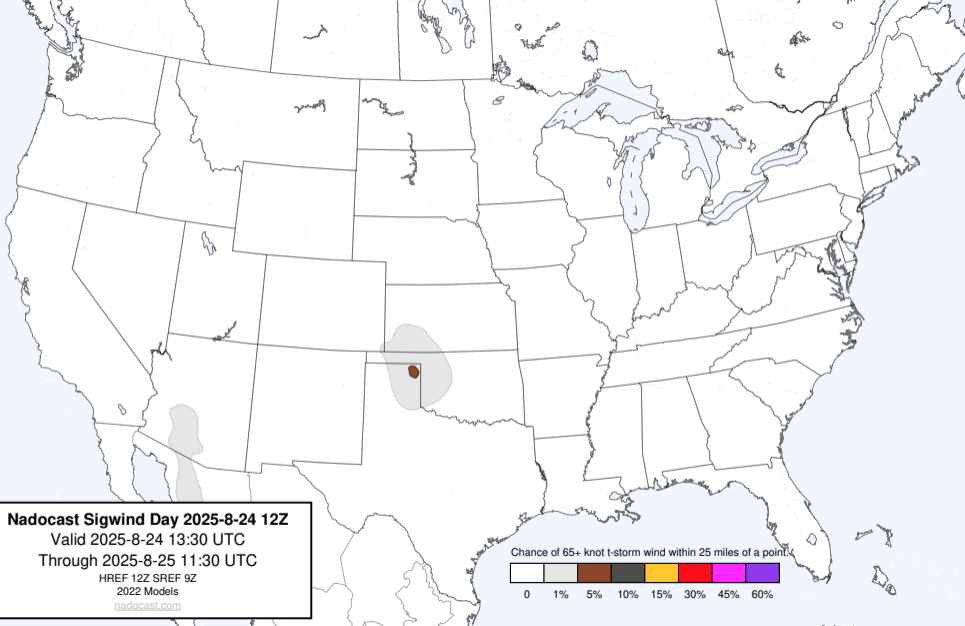 Nadocast Sigwind Day 2025-8-24 12Z
Valid 2025-8-24 13:30 UTC
Through 2025-8-25 11:30 UTC
HREF 12Z SREF 9Z
2022 Models
nadocast.com
Chance of 65+ knot t-storm wind within 25 miles of a point.
0 1% 5% 10% 15% 30% 45% 60%